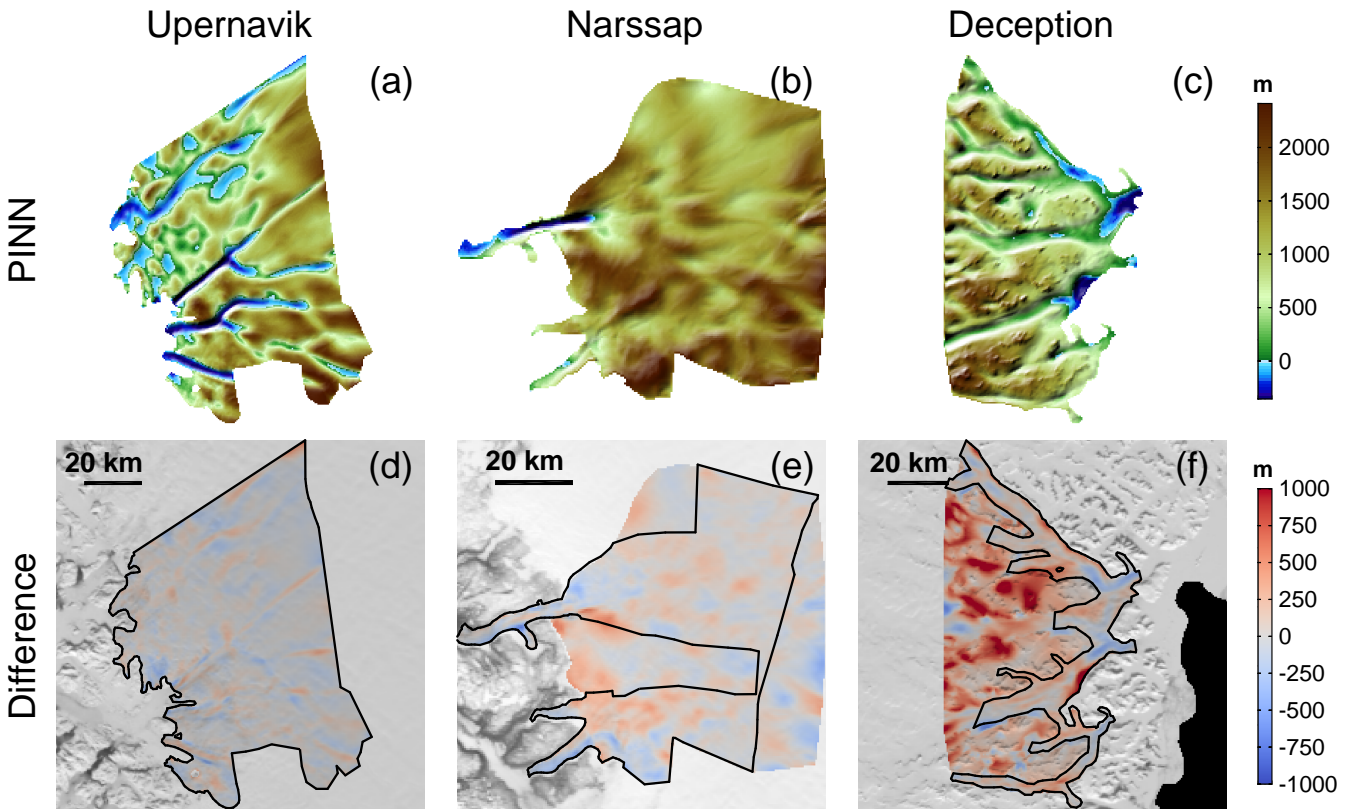 Upernavik
Narssap
Deception
(a)
(b)
(c)
m
2000
1500
1000
500
0
PINN
20 km
(d)
20 km
(e)
20 km
(f)
m
1000
750
500
250
0
-250
-500
-750
-1000
Difference